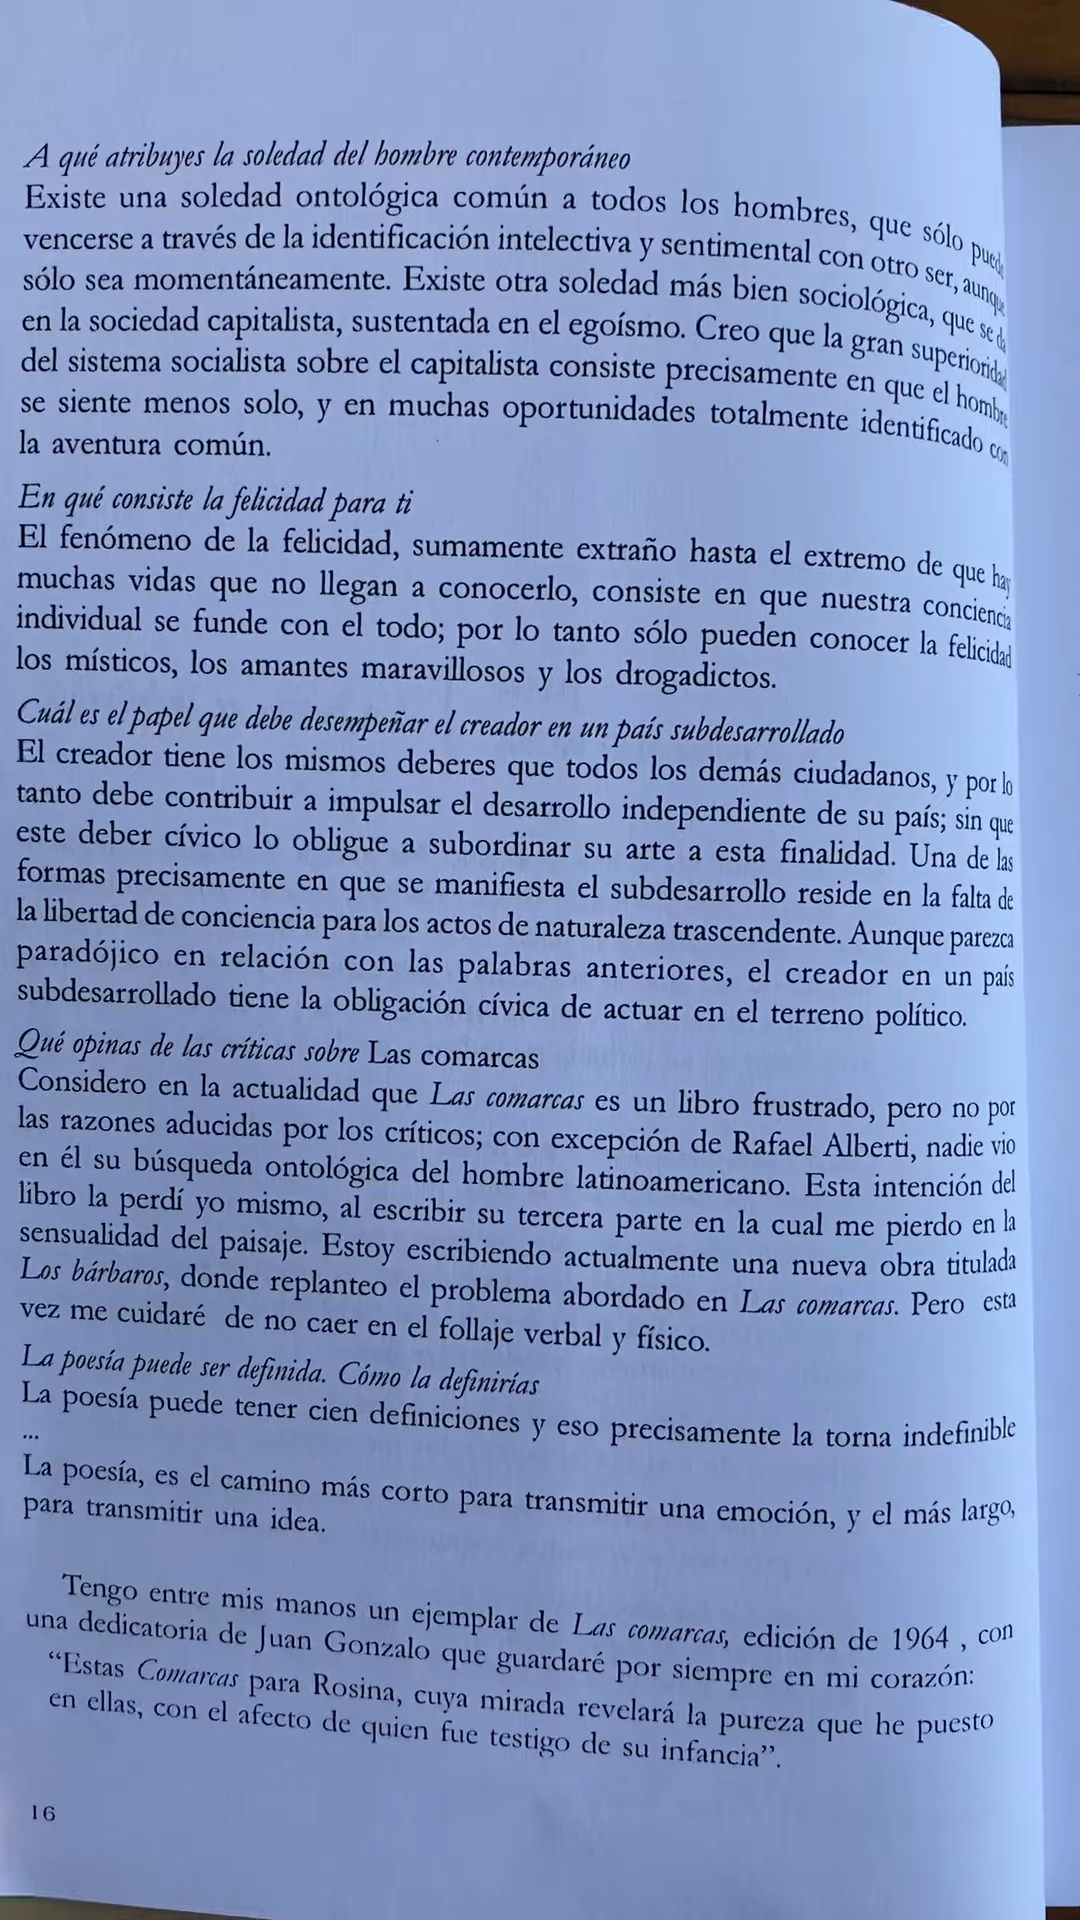 A qué atribuyes la soledad del hombre contemporáneo
Existe una soledad ontológica común a todos los hombres, que sólo puede
vencerse a través de la identificación intelectiva y sentimental con otro ser, aunque
sólo sea momentáneamente. Existe otra soledad más bien sociológica, que se da
en la sociedad capitalista, sustentada en el egoísmo. Creo que la gran superioridad
del sistema socialista sobre el capitalista consiste precisamente en que el hombre
se siente menos solo, y en muchas oportunidades totalmente identificado con
la aventura común.
En qué consiste la felicidad para ti
El fenómeno de la felicidad, sumamente extraño hasta el extremo de que hay
muchas vidas que no llegan a conocerlo, consiste en que nuestra conciencia
individual se funde con el todo; por lo tanto sólo pueden conocer la felicidad
los místicos, los amantes maravillosos y los drogadictos.
Cuál es el papel que debe desempeñar el creador en un país subdesarrollado
El creador tiene los mismos deberes que todos los demás ciudadanos, y por lo
tanto debe contribuir a impulsar el desarrollo independiente de su país; sin que
este deber cívico lo obligue a subordinar su arte a esta finalidad. Una de las
formas precisamente en que se manifiesta el subdesarrollo reside en la falta de
la libertad de conciencia para los actos de naturaleza trascendente. Aunque parezca
paradójico en relación con las palabras anteriores, el creador en un país
subdesarrollado tiene la obligación cívica de actuar en el terreno político.
Qué opinas de las críticas sobre Las comarcas
Considero en la actualidad que Las comarcas es un libro frustrado, pero no por
las razones aducidas por los críticos; con excepción de Rafael Alberti, nadie vio
en él su búsqueda ontológica del hombre latinoamericano. Esta intención del
libro la perdí yo mismo, al escribir su tercera parte en la cual me pierdo en la
sensualidad del paisaje. Estoy escribiendo actualmente una nueva obra titulada
Los bárbaros, donde replanteo el problema abordado en Las comarcas. Pero esta
vez me cuidaré de no caer en el follaje verbal y físico.
La poesía puede ser definida. Cómo la definirías
La poesía puede tener cien definiciones y eso precisamente la torna indefinible
...
La poesía, es el camino más corto para transmitir una emoción, y el más largo,
para transmitir una idea.
Tengo entre mis manos un ejemplar de Las comarcas, edición de 1964 , con
una dedicatoria de Juan Gonzalo que guardaré por siempre en mi corazón:
“Estas Comarcas para Rosina, cuya mirada revelará la pureza que he puesto
en ellas, con el afecto de quien fue testigo de su infancia”.
16